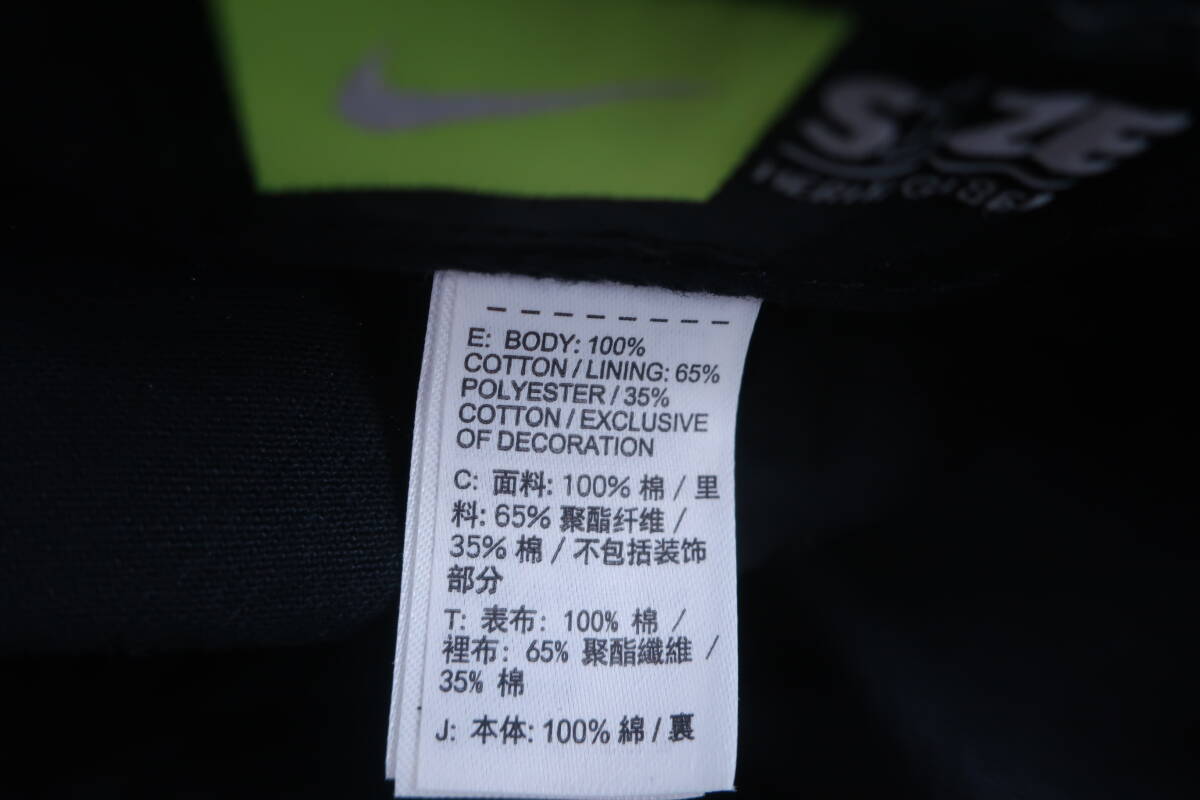 SIZE
E: BODY: 100%
COTTON / LINING: 65%
POLYESTER / 35%
COTTON / EXCLUSIVE
OF DECORATION
C: 面料: 100% 棉 / 里
料: 65% 聚酯纤维 /
35% 棉 / 不包括装饰
部分
T: 表布: 100% 棉 /
裡布: 65% 聚酯纖維 /
35% 棉
J: 本体: 100% 綿 / 裏